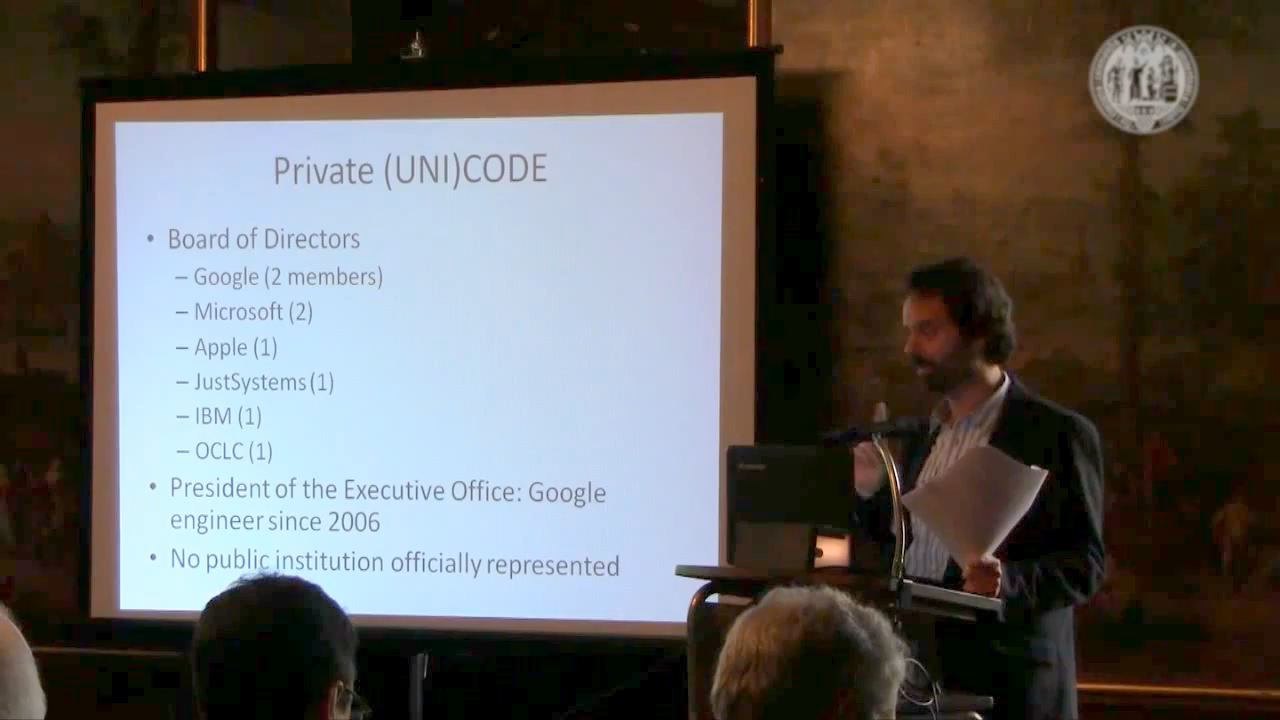 Private (UNI)CODE
• Board of Directors
– Google (2 members)
– Microsoft (2)
– Apple (1)
– JustSystems (1)
– IBM (1)
– OCLC (1)
• President of the Executive Office: Google
engineer since 2006
• No public institution officially represented